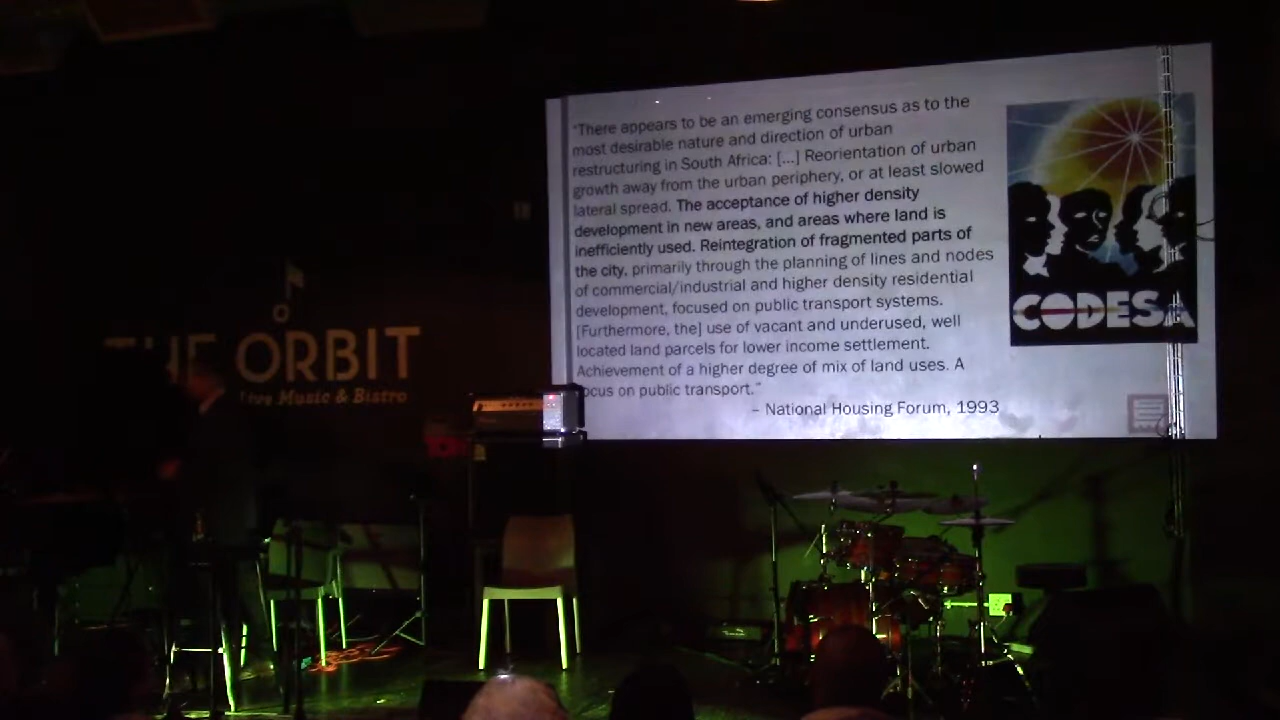 "There appears to be an emerging consensus as to the
most desirable nature and direction of urban
restructuring in South Africa: [...] Reorientation of urban
growth away from the urban periphery, or at least slowed
lateral spread. The acceptance of higher density
development in new areas, and areas where land is
inefficiently used. Reintegration of fragmented parts of
the city, primarily through the planning of lines and nodes
of commercial/industrial and higher density residential
development, focused on public transport systems.
[Furthermore, the] use of vacant and underused, well
located land parcels for lower income settlement.
Achievement of a higher degree of mix of land uses. A
focus on public transport."
– National Housing Forum, 1993
CODESA
THE ORBIT
Live Music & Bistro